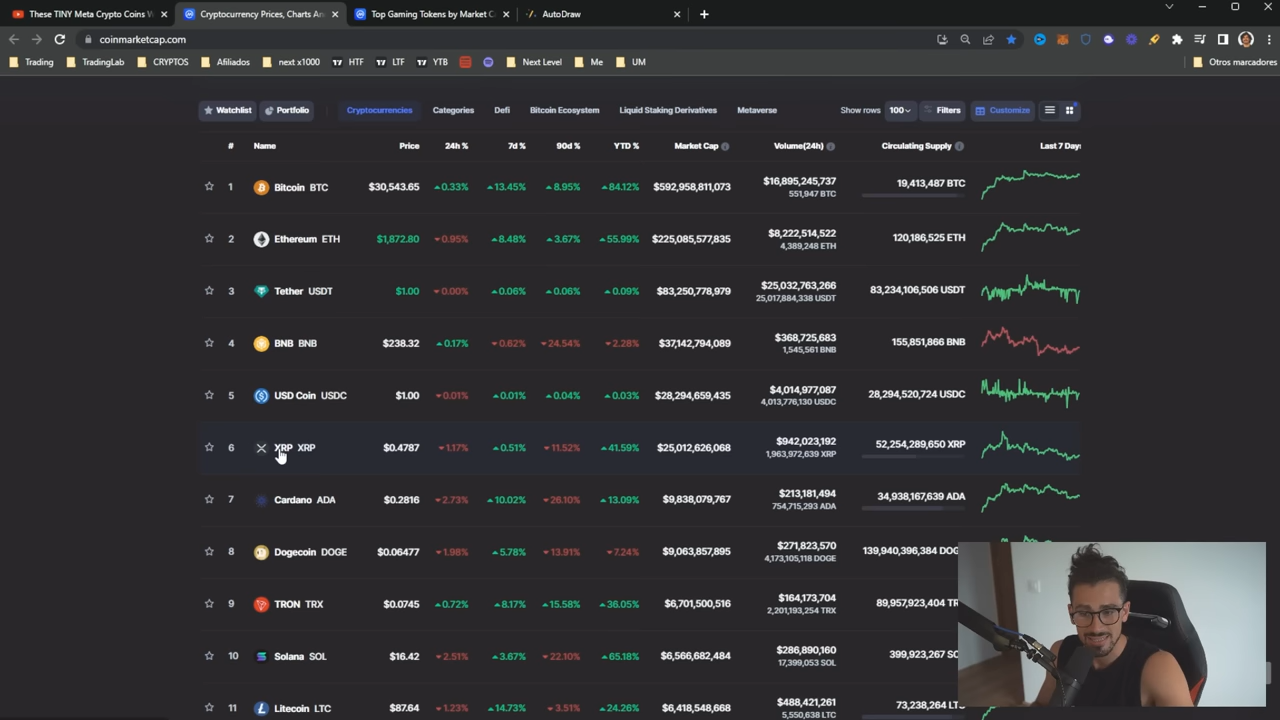 These TINY Meta Crypto Coins
Cryptocurrency Prices, Charts An
Top Gaming Tokens by Market C
AutoDraw
coinmarketcap.com
Trading TradingLab CRYPTOS Afiliados next x1000 HTF LTF YTB Next Level Me UM Otros marcadores
Watchlist Portfolio Cryptocurrencies Categories Defi Bitcoin Ecosystem Liquid Staking Derivatives Metaverse Show rows 100 Filters Customize
# Name Price 24h % 7d % 90d % YTD % Market Cap Volume(24h) Circulating Supply Last 7 Days
1 Bitcoin BTC $30,543.65 0.33% 13.45% 8.95% 84.12% $592,958,811,073 $16,895,245,737 19,413,487 BTC
551,947 BTC
2 Ethereum ETH $1,872.80 0.95% 8.48% 3.67% 55.99% $225,085,577,835 $8,222,514,522 120,186,525 ETH
4,389,248 ETH
3 Tether USDT $1.00 0.00% 0.06% 0.06% 0.09% $83,250,778,979 $25,032,763,266 83,234,106,506 USDT
25,017,884,338 USDT
4 BNB BNB $238.32 0.17% 0.62% 24.54% 2.28% $37,142,794,089 $368,725,683 155,851,866 BNB
1,545,561 BNB
5 USD Coin USDC $1.00 0.01% 0.01% 0.04% 0.03% $28,294,659,435 $4,014,977,087 28,294,520,724 USDC
4,013,776,130 USDC
6 XRP XRP $0.4787 1.17% 0.51% 11.52% 41.59% $25,012,626,068 $942,023,192 52,254,289,650 XRP
1,963,972,639 XRP
7 Cardano ADA $0.2816 2.73% 10.02% 26.10% 13.09% $9,838,079,767 $213,181,494 34,938,167,639 ADA
754,715,293 ADA
8 Dogecoin DOGE $0.06477 1.98% 5.78% 13.91% 7.24% $9,063,857,895 $271,823,570 139,940,396,384 DOG
4,173,105,118 DOGE
9 TRON TRX $0.0745 0.72% 8.17% 15.58% 36.05% $6,701,500,516 $164,173,704 89,957,923,404 TR
2,201,193,254 TRX
10 Solana SOL $16.42 2.51% 3.67% 22.10% 65.18% $6,566,682,484 $286,890,160 399,923,267 SO
17,399,053 SOL
11 Litecoin LTC $87.64 1.23% 14.73% 3.51% 24.26% $6,418,548,668 $488,421,261 73,238,264 LT
5,550,638 LTC